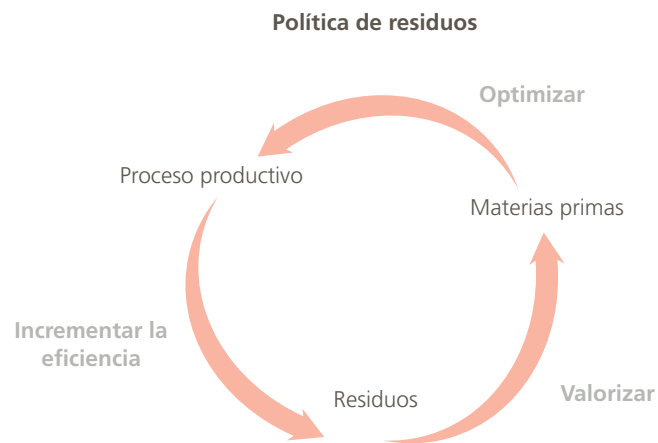 Política de residuos
Optimizar
Proceso productivo
Materias primas
Incrementar la
eficiencia
Residuos
Valorizar